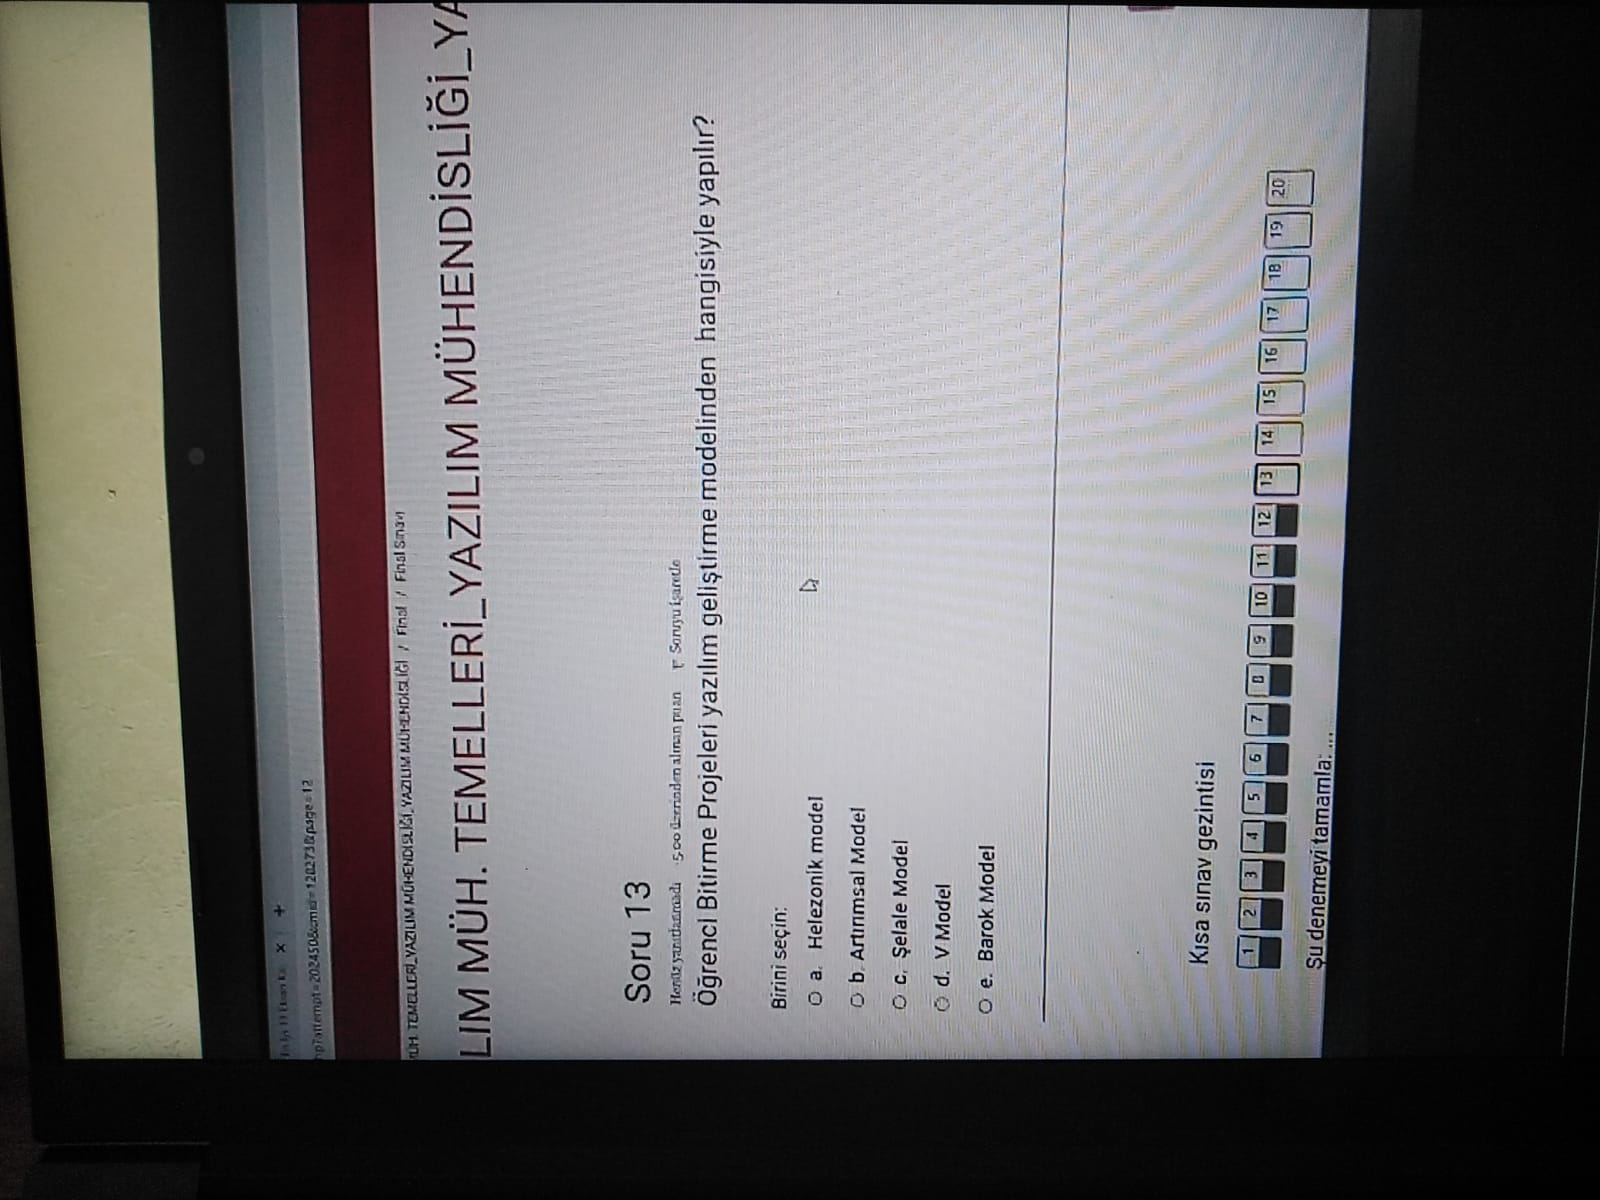 hp?attempt=202450&cmid=120273&page=12
MÜH. TEMELLERİ_YAZILIM MÜHENDİSLİĞİ_YAZILIM MÜHENDİSLİĞİ / Final / Final Sınavı
LIM MÜH. TEMELLERİ_YAZILIM MÜHENDİSLİĞİ_YA
Soru 13
Henüz yanıtlanmadı 5,00 üzerinden alınan puan Soruyu işaretle
Öğrenci Bitirme Projeleri yazılım geliştirme modelinden hangisiyle yapılır?
Birini seçin:
a. Helezonik model
b. Artırımsal Model
c. Şelale Model
d. V Model
e. Barok Model
Kısa sınav gezintisi
1 2 3 4 5 6 7 8 9 10 11 12 13 14 15 16 17 18 19 20
Şu denemeyi tamamla: ...